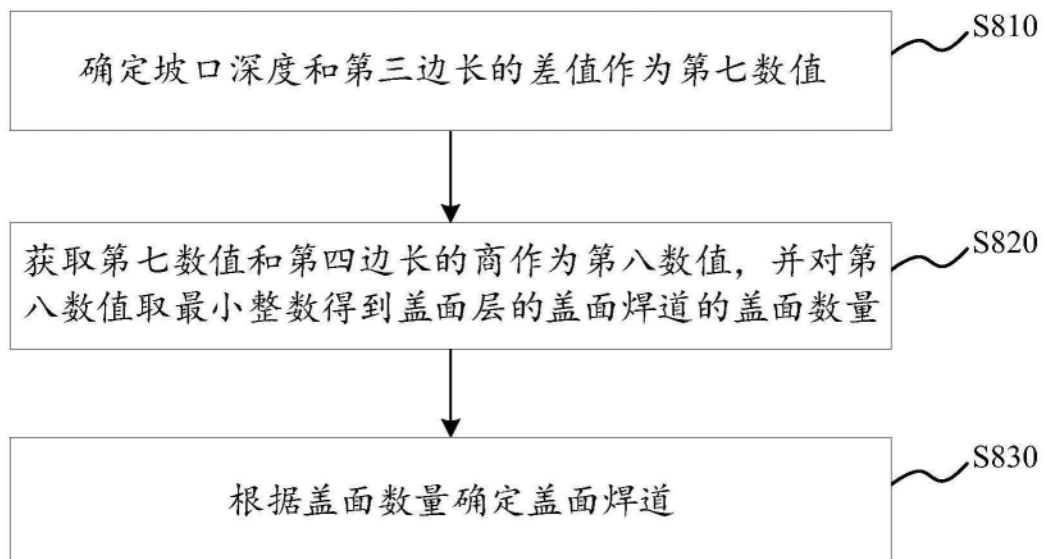 S810
确定坡口深度和第三边长的差值作为第七数值
S820
获取第七数值和第四边长的商作为第八数值，并对第
八数值取最小整数得到盖面层的盖面焊道的盖面数量
S830
根据盖面数量确定盖面焊道